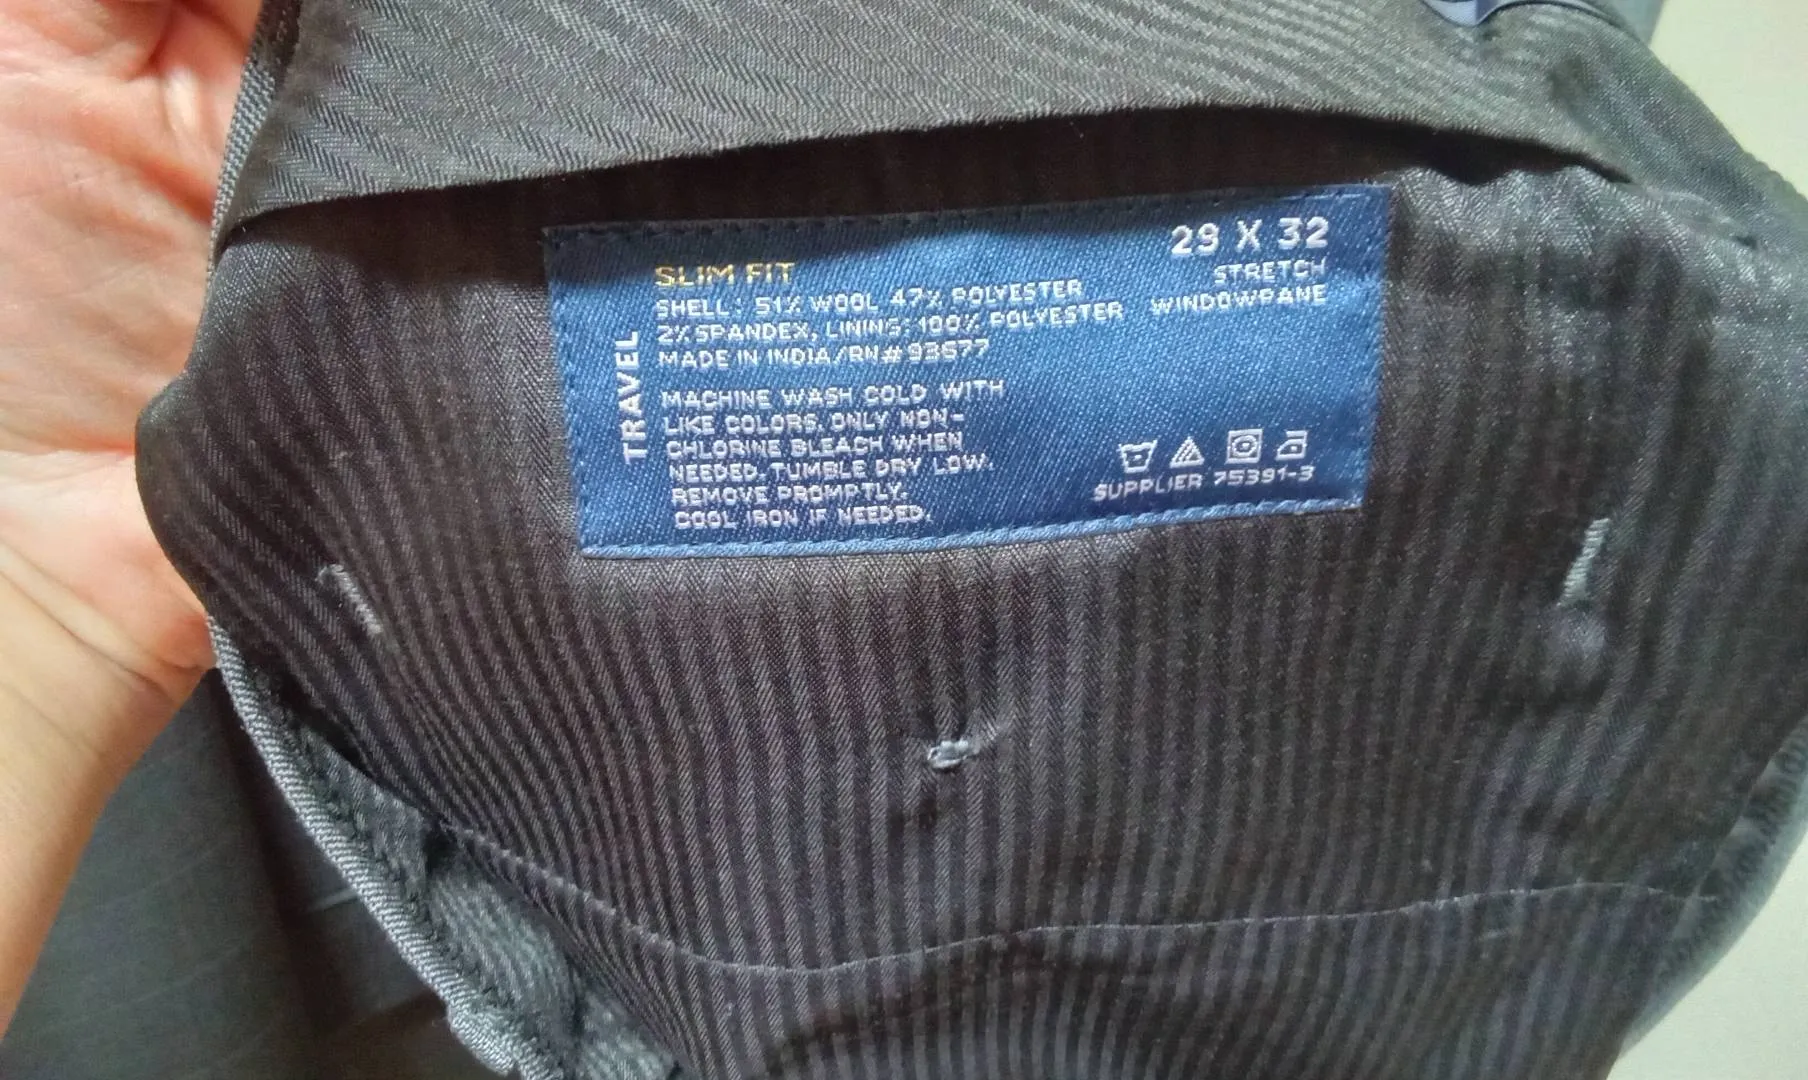 29 X 32
STRETCH
WINDOWPANE
SLIM FIT
SHELL: 51% WOOL 47% POLYESTER
2% SPANDEX, LINING: 100% POLYESTER
MADE IN INDIA/RN# 93677
TRAVEL
MACHINE WASH COLD WITH
LIKE COLORS. ONLY NON-
CHLORINE BLEACH WHEN
NEEDED. TUMBLE DRY LOW.
REMOVE PROMPTLY.
COOL IRON IF NEEDED.
SUPPLIER 75391-3